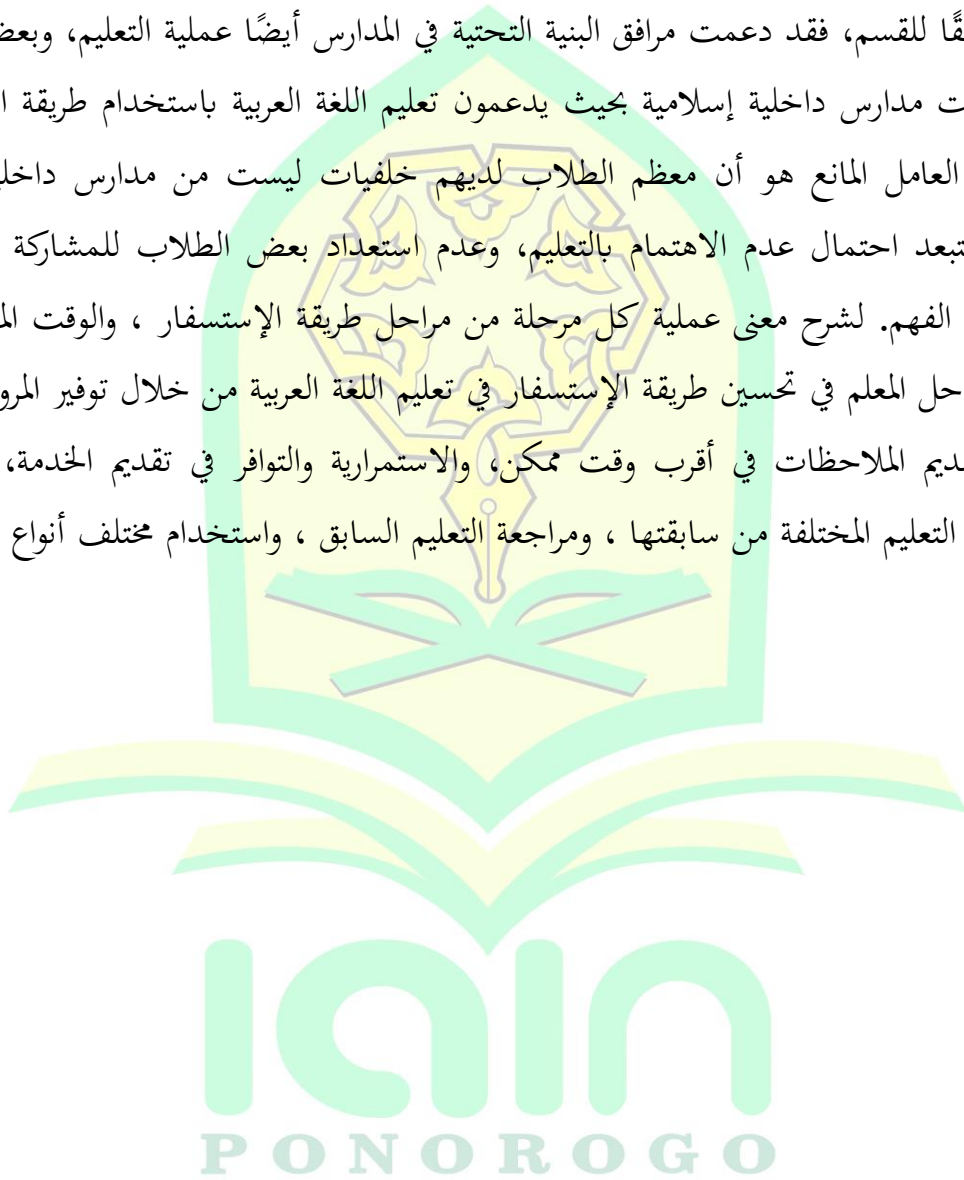 قًا للقسم، فقد دعمت مرافق البنية التحتية في المدارس أيضًا عملية التعليم، وبعض
ت مدارس داخلية إسلامية بحيث يدعمون تعليم اللغة العربية باستخدام طريقة ا
العامل المانع هو أن معظم الطلاب لديهم خلفيات ليست من مدارس داخلي
تبعد احتمال عدم الاهتمام بالتعليم، وعدم استعداد بعض الطلاب للمشاركة
الفهم. لشرح معنى عملية كل مرحلة من مراحل طريقة الإستسفار ، والوقت الم
حل المعلم في تحسين طريقة الإستسفار في تعليم اللغة العربية من خلال توفير المرو
ديم الملاحظات في أقرب وقت ممكن، والاستمرارية والتوافر في تقديم الخدمة،
التعليم المختلفة من سابقتها ، ومراجعة التعليم السابق ، واستخدام مختلف أنواع
iain
PONOROGO